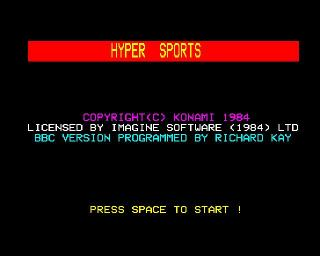 HYPER SPORTS
COPYRIGHT(C) KONAMI 1984
LICENSED BY IMAGINE SOFTWARE (1984) LTD
BBC VERSION PROGRAMMED BY RICHARD KAY
PRESS SPACE TO START !